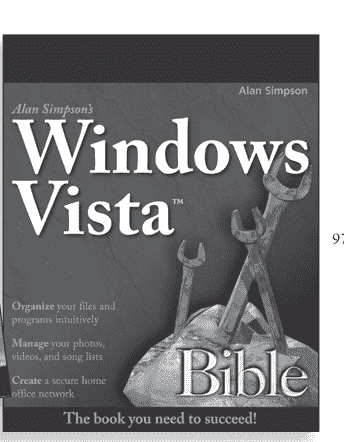 Alan Simpson
Alan Simpson's
Windows
Vista™
97
Organize your files and
programs intuitively
Manage your photos,
videos, and song lists
Create a secure home
office network
Bible
The book you need to succeed!